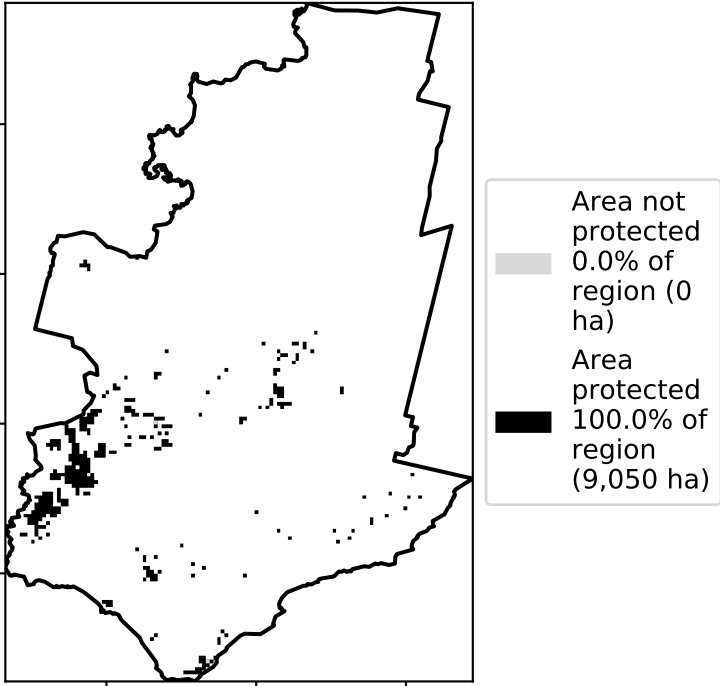 Area not
protected
0.0% of
region (0
ha)
Area
protected
100.0% of
region
(9,050 ha)